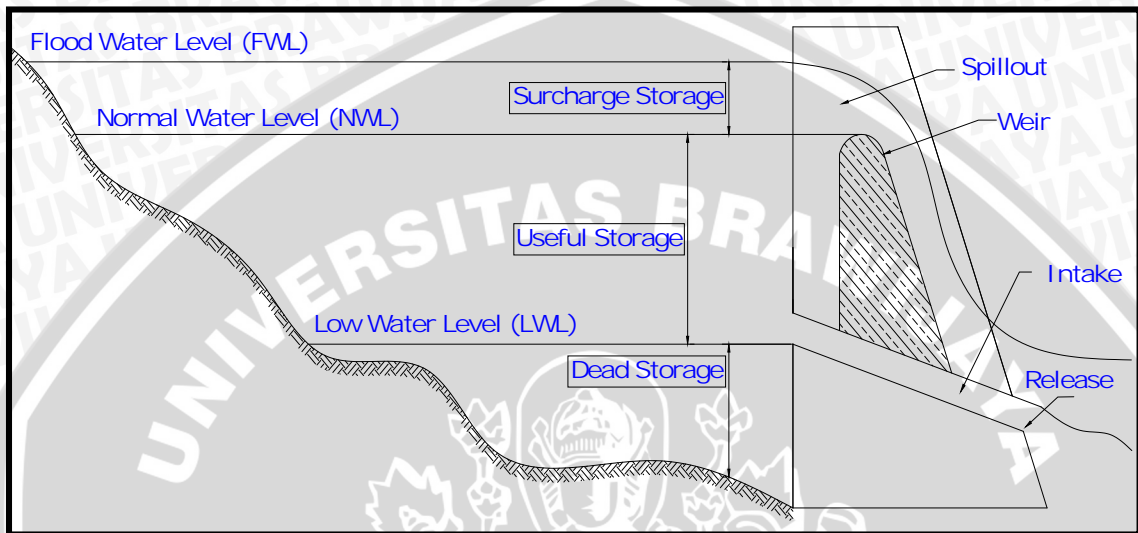 Flood Water Level (FWL)
Spillout
Surcharge Storage
Normal Water Level (NWL)
Weir
UNIVERSITAS BRAWIJAYA
Useful Storage
Intake
Low Water Level (LWL)
Dead Storage
Release